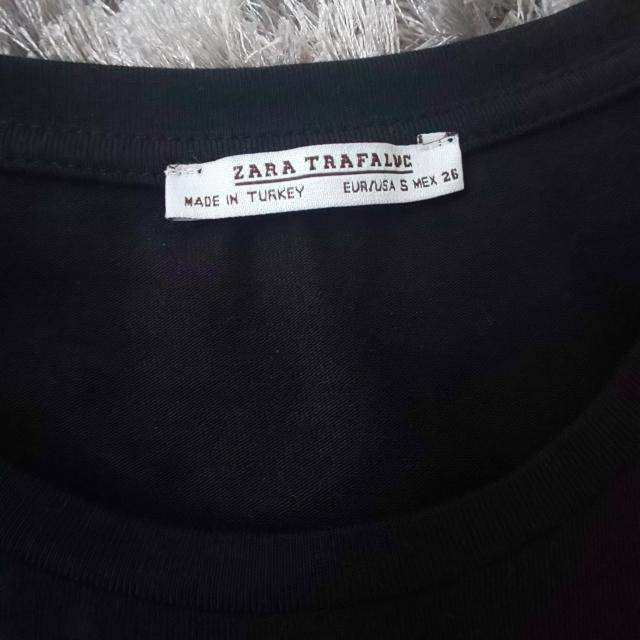 ZARA TRAFALUC
MADE IN TURKEY EUR/USA S MEX 26